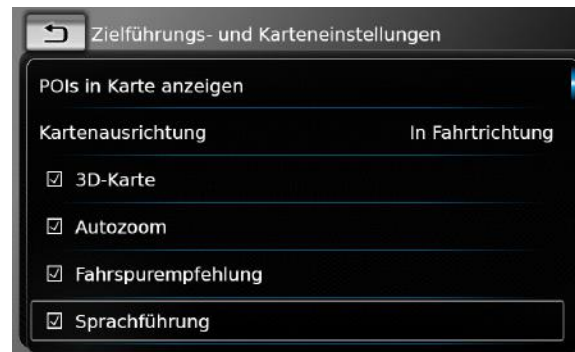 Zielführungs- und Karteneinstellungen
POIs in Karte anzeigen
Kartenausrichtung In Fahrtrichtung
3D-Karte
Autozoom
Fahrspurempfehlung
Sprachführung